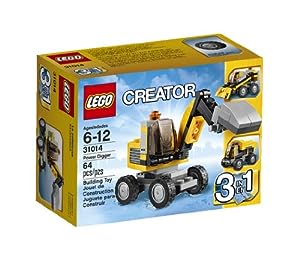 LEGO
CREATOR
Ages/edades
6-12
31014
Power Digger
64
pcs/pzs
Building Toy
Jouet de
Construction
Juguete para
Construir
3in1